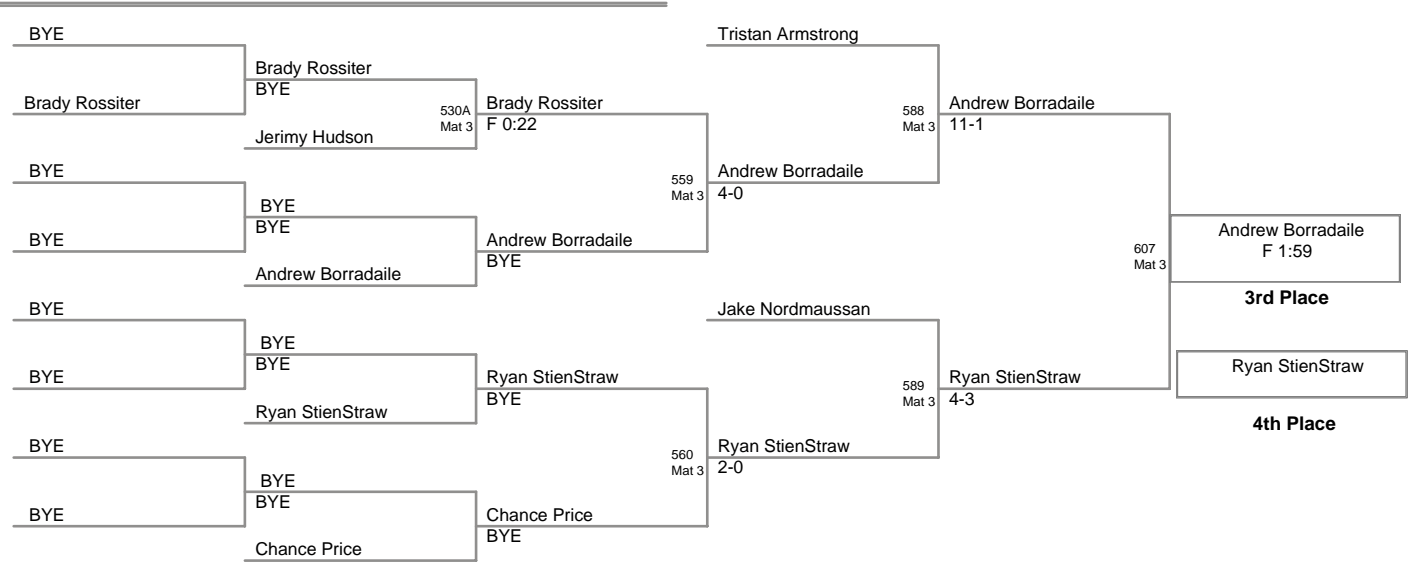 BYE
Brady Rossiter
BYE
BYE
BYE
BYE
BYE
BYE
Brady Rossiter
BYE
Jerimy Hudson
BYE
BYE
Andrew Borradaile
BYE
BYE
Ryan StienStraw
BYE
BYE
Chance Price
530A
Mat 3
Brady Rossiter
F 0:22
Andrew Borradaile
BYE
Ryan StienStraw
BYE
Chance Price
BYE
Tristan Armstrong
559
Mat 3
Andrew Borradaile
4-0
Jake Nordmaussan
560
Mat 3
Ryan StienStraw
2-0
588
Mat 3
Andrew Borradaile
11-1
589
Mat 3
Ryan StienStraw
4-3
607
Mat 3
Andrew Borradaile
F 1:59
3rd Place
Ryan StienStraw
4th Place